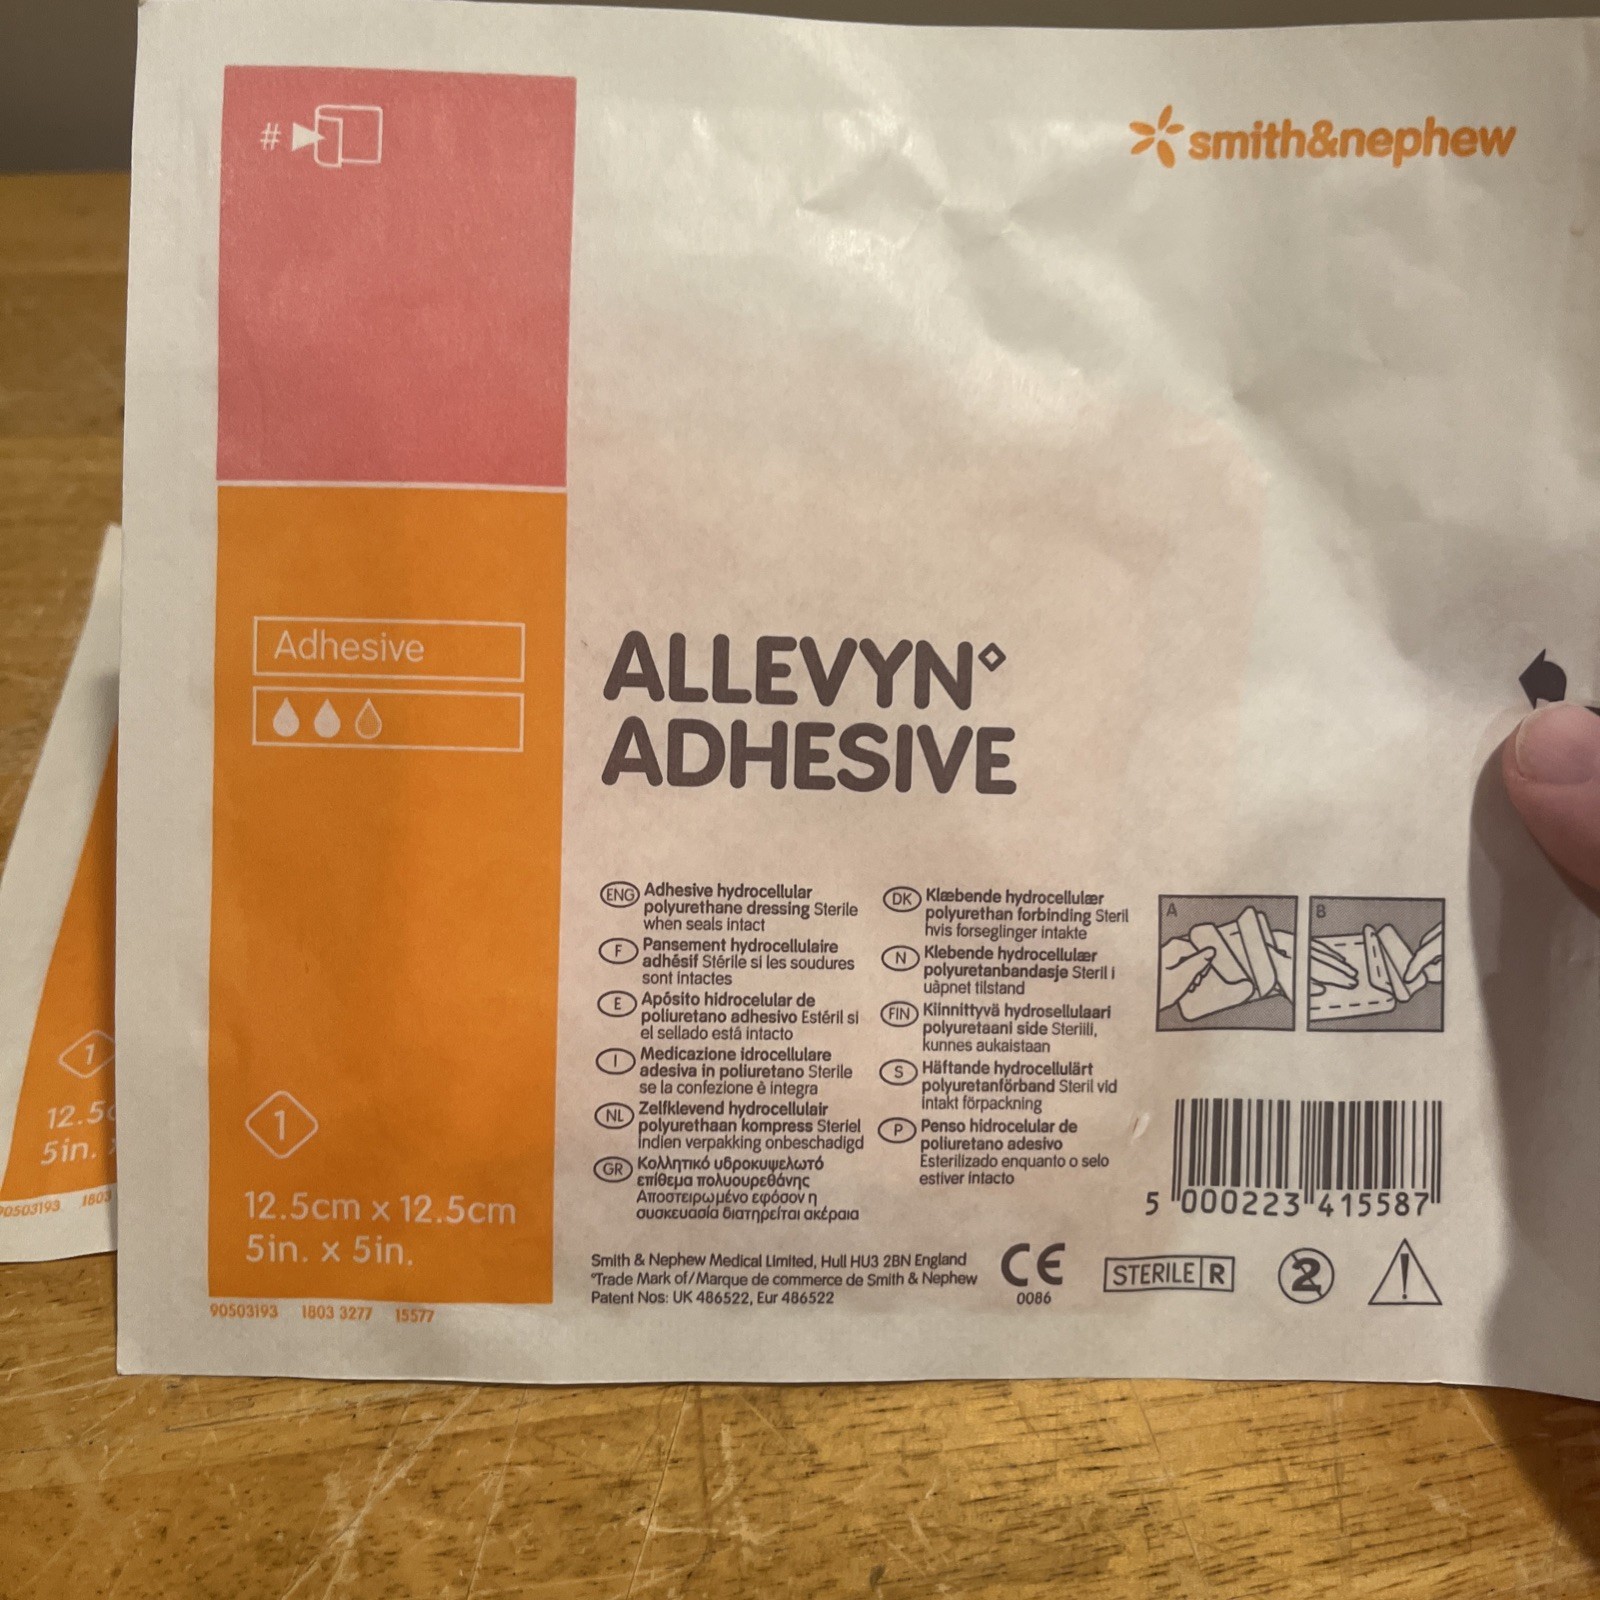 #
smith&nephew
Adhesive
ALLEVYN◇
ADHESIVE
ENG Adhesive hydrocellular
polyurethane dressing Sterile
when seals intact
F Pansement hydrocellulaire
adhésif Stérile si les soudures
sont intactes
E Apósito hidrocelular de
poliuretano adhesivo Estéril si
el sellado está intacto
I Medicazione idrocellulare
adesiva in poliuretano Sterile
se la confezione è integra
NL Zelfklevend hydrocellulair
polyurethaan kompress Steriel
indien verpakking onbeschadigd
GR Κολλητικό υδροκυψελωτό
επίθεμα πολυουρεθάνης
Αποστειρωμένο εφόσον η
συσκευασία διατηρείται ακέραια
DK Klæbende hydrocellulær
polyurethan forbinding Steril
hvis forseglinger intakte
N Klebende hydrocellulær
polyuretanbandasje Steril i
uåpnet tilstand
FIN Kiinnittyvä hydrosellulaari
polyuretaani side Steriili,
kunnes aukaistaan
S Häftande hydrocellulärt
polyuretanförband Steril vid
intakt förpackning
P Penso hidrocelular de
poliuretano adesivo
Esterilizado enquanto o selo
estiver intacto
A
B
1
12.5cm x 12.5cm
5in. x 5in.
5 000223 415587
Smith & Nephew Medical Limited, Hull HU3 2BN England
◇Trade Mark of/Marque de commerce de Smith & Nephew
Patent Nos: UK 486522, Eur 486522
CE
0086
STERILE R
2
!
90503193 1803 3277 15577
1
12.5c
5in.
90503193 1803